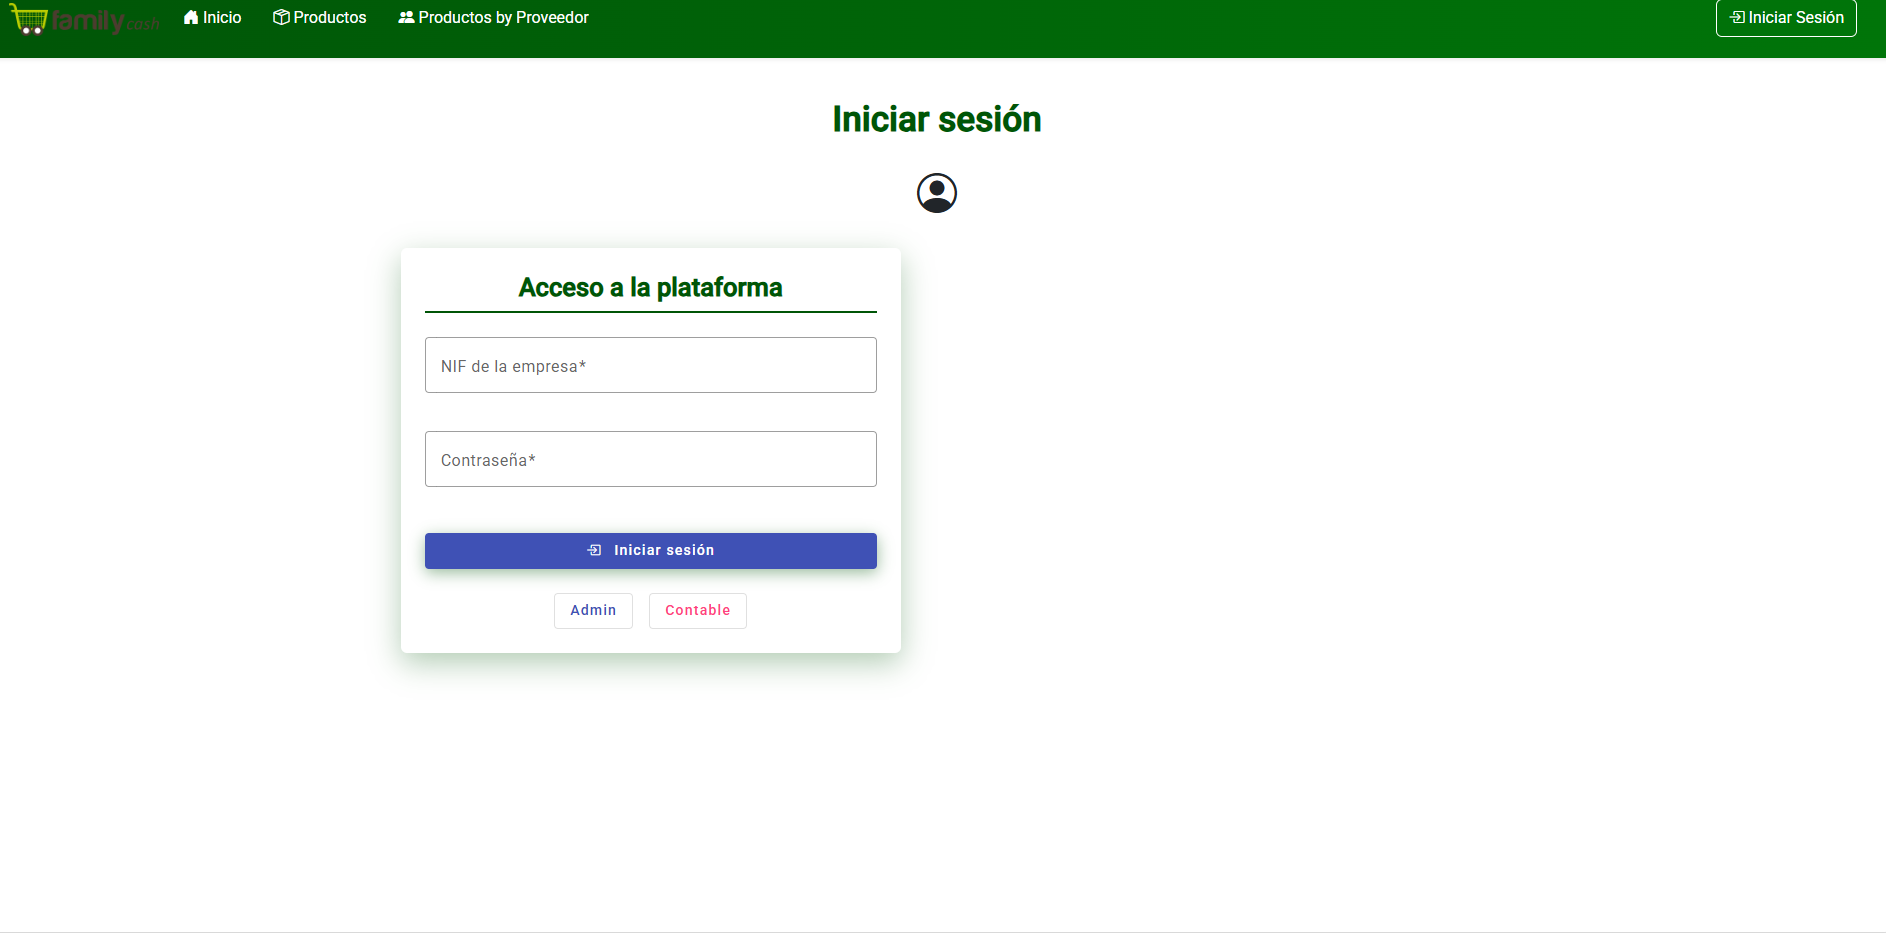 family cash Inicio Productos Productos by Proveedor Iniciar Sesión
Iniciar sesión
Acceso a la plataforma
NIF de la empresa*
Contraseña*
Iniciar sesión
Admin Contable